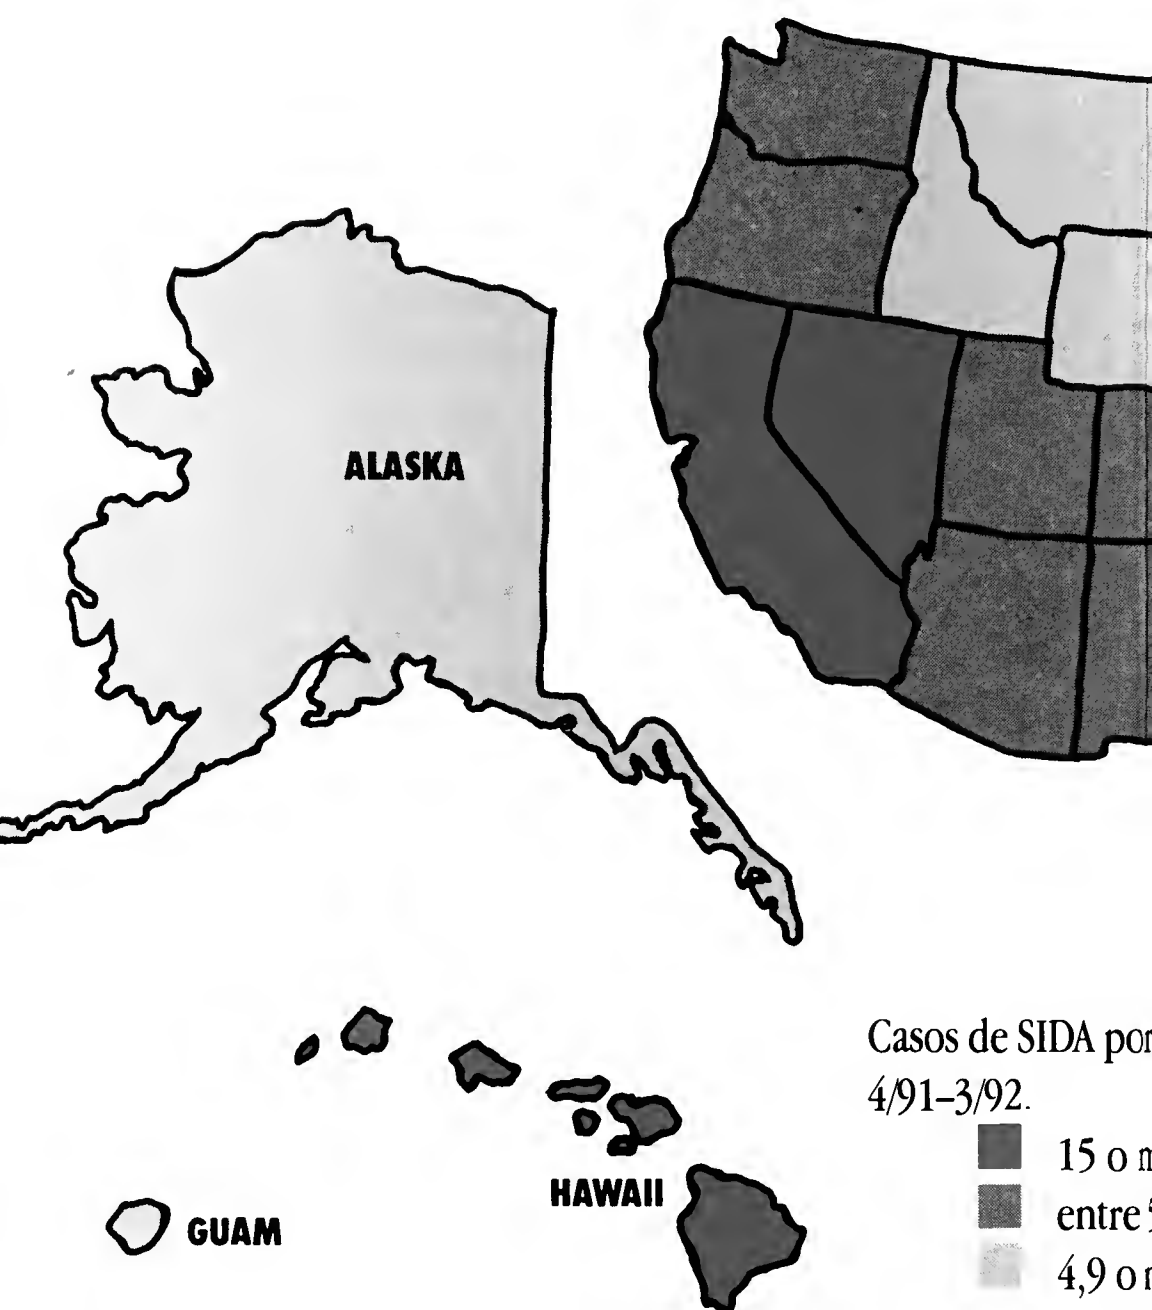 ALASKA
HAWAII
GUAM
Casos de SIDA por
4/91–3/92.
15 o
entre
4,9 o